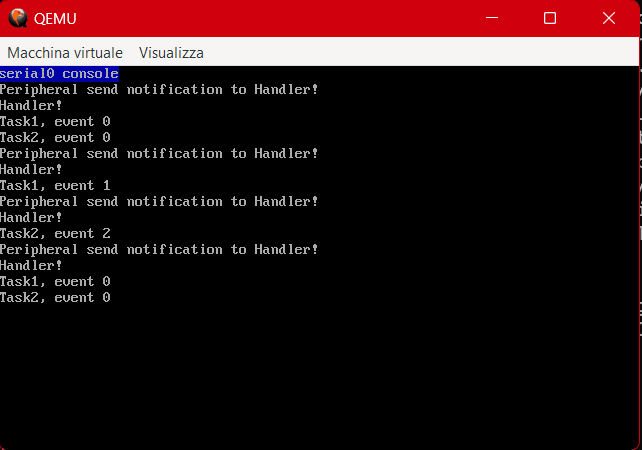 QEMU
Macchina virtuale Visualizza
serial0 console
Peripheral send notification to Handler!
Handler!
Task1, event 0
Task2, event 0
Peripheral send notification to Handler!
Handler!
Task1, event 1
Peripheral send notification to Handler!
Handler!
Task2, event 2
Peripheral send notification to Handler!
Handler!
Task1, event 0
Task2, event 0